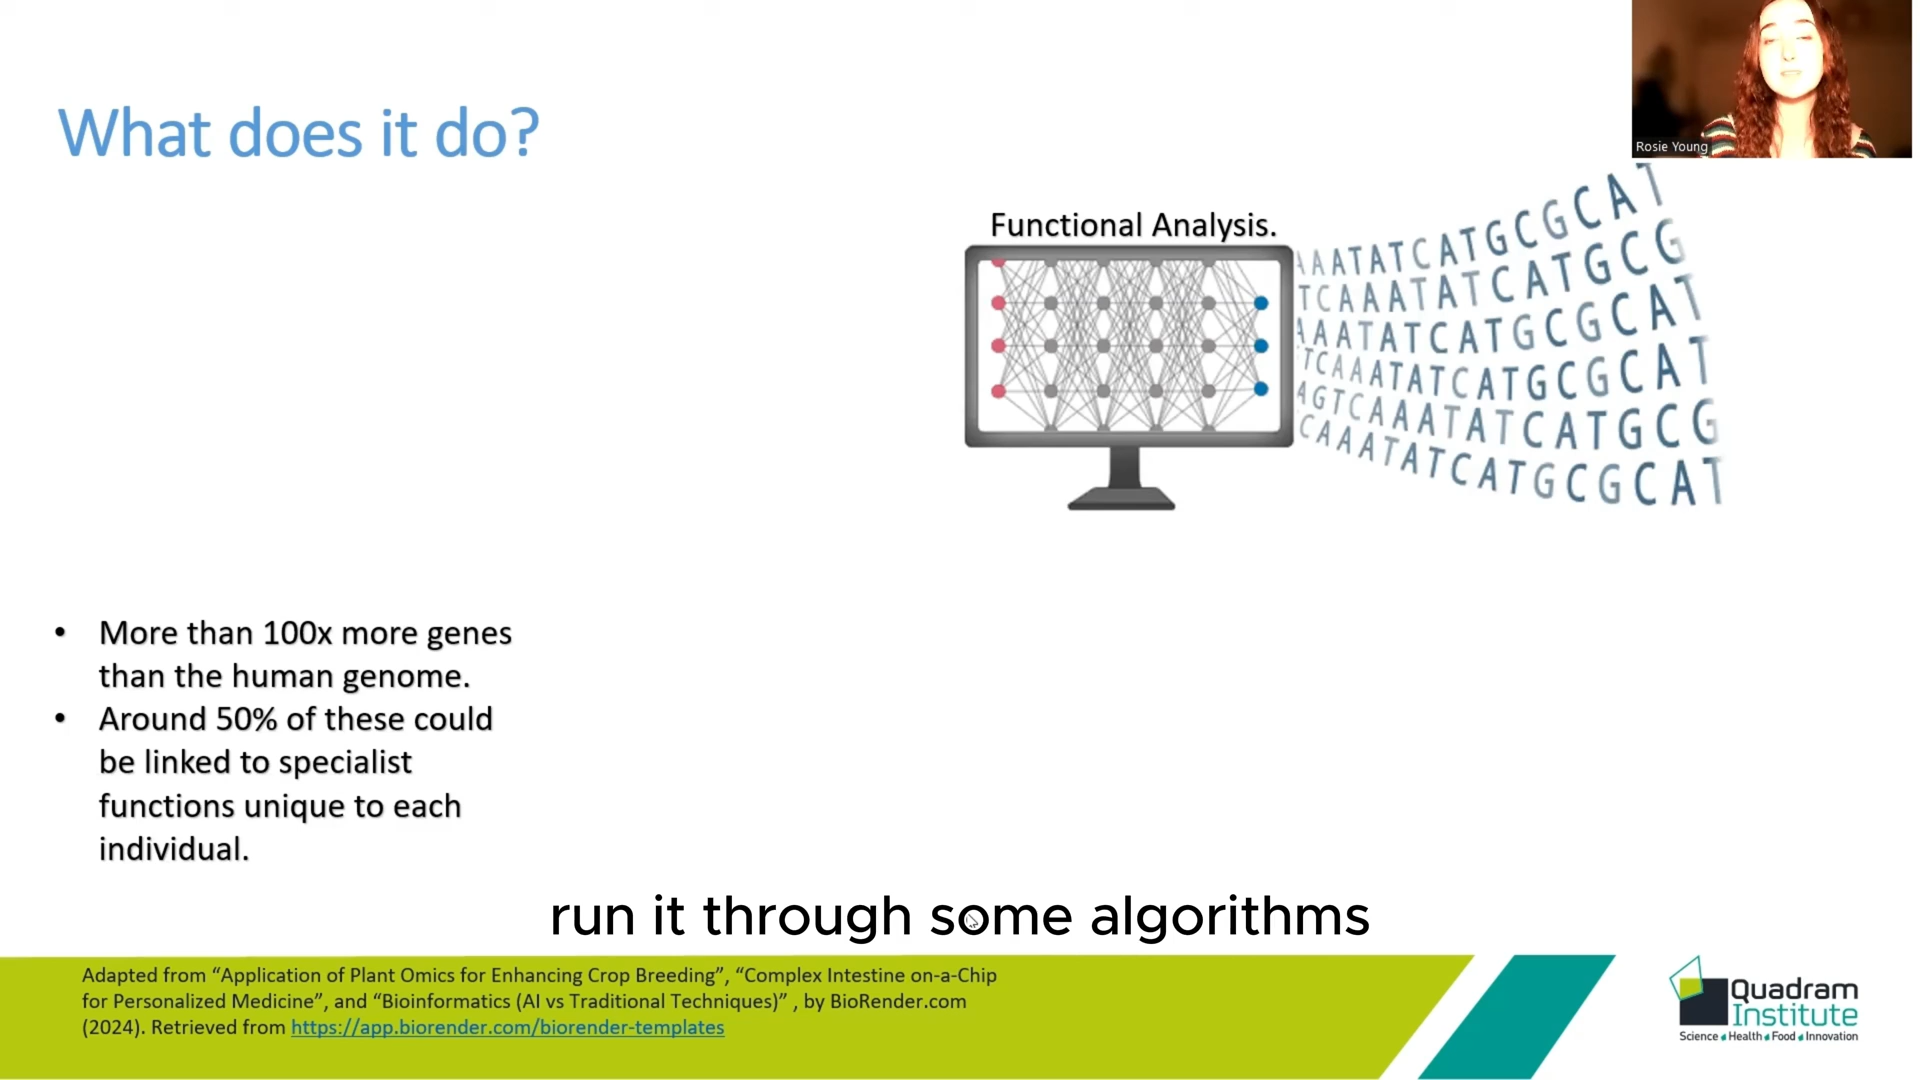 What does it do?
Rosie Young
Functional Analysis.
AAATATCATGCGCAT
TCAAATATCATGCG
AAATATCATGCGCAT
TCAAATATCATGCGCAT
AGTCAAATATCATGCG
CAAATATCATGCGCAT
• More than 100x more genes
than the human genome.
• Around 50% of these could
be linked to specialist
functions unique to each
individual.
run it through some algorithms
Adapted from “Application of Plant Omics for Enhancing Crop Breeding”, “Complex Intestine on-a-Chip
for Personalized Medicine”, and “Bioinformatics (AI vs Traditional Techniques)” , by BioRender.com
(2024). Retrieved from https://app.biorender.com/biorender-templates
Quadram
Institute
Science Health Food Innovation